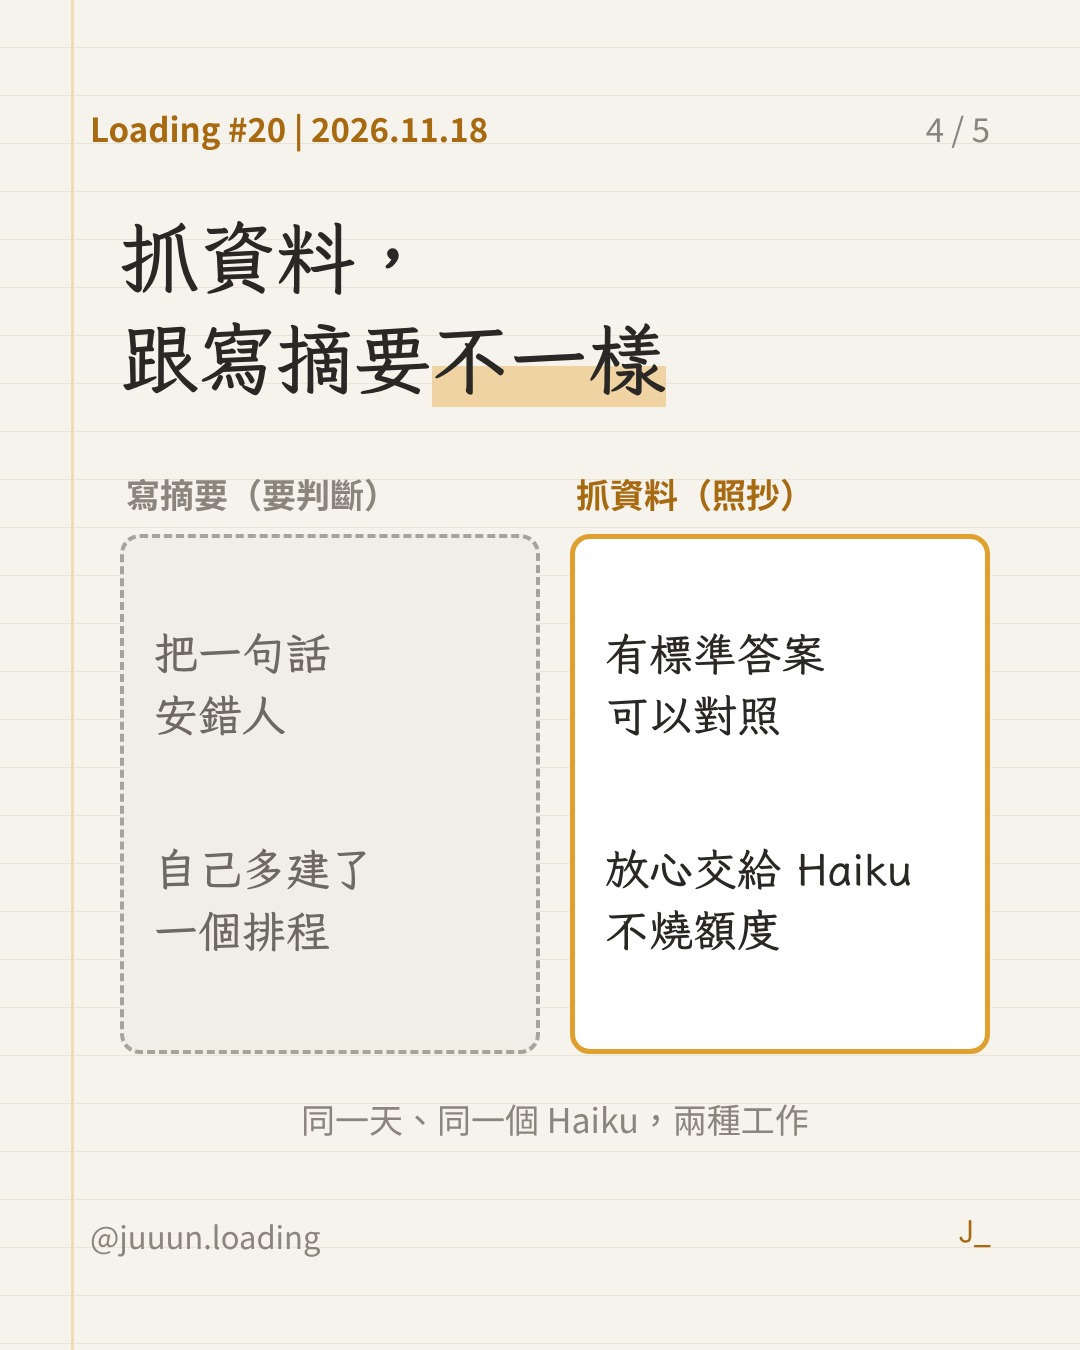 Loading #20 | 2026.11.18
4 / 5
抓資料，
跟寫摘要不一樣
寫摘要（要判斷）
把一句話
安錯人
自己多建了
一個排程
抓資料（照抄）
有標準答案
可以對照
放心交給 Haiku
不燒額度
同一天、同一個 Haiku，兩種工作
@juuun.loading
J_